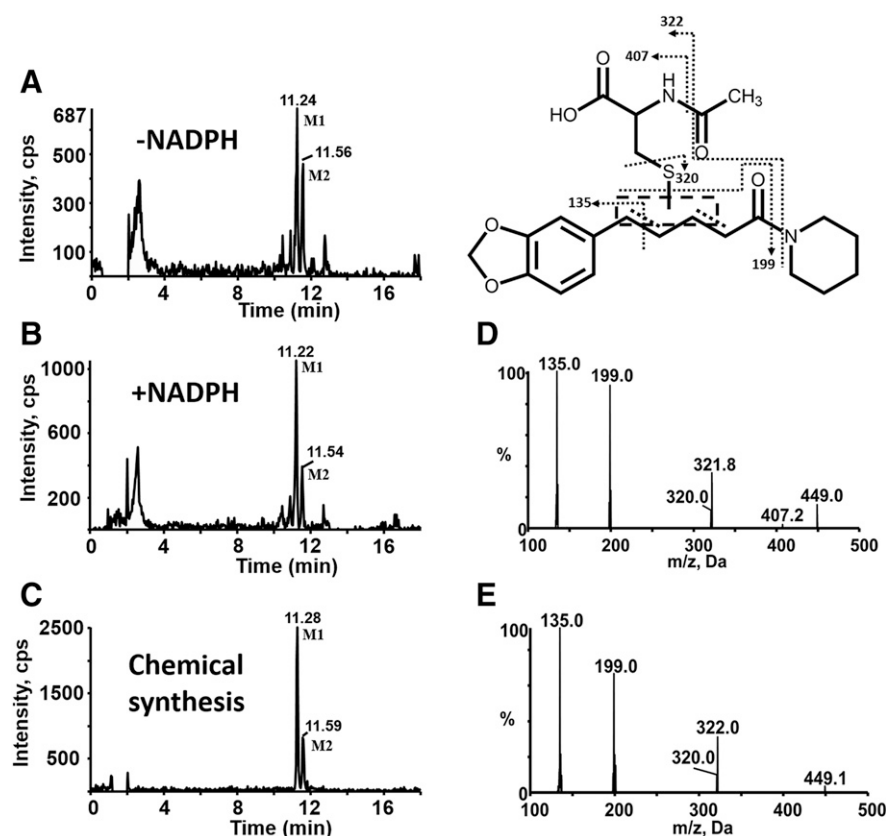 A
687
500
300
100
Intensity, cps
-NADPH
11.24
M1
11.56
M2
0 4 8 12 16
Time (min)
322
407
O
HO
H
N
CH3
O
S
320
135
O
O
O
N
199
B
1000
600
200
Intensity, cps
+NADPH
11.22
M1
11.54
M2
0 4 8 12 16
Time (min)
D
100
%
0
135.0
199.0
321.8
320.0
407.2
449.0
100 200 300 400 500
m/z, Da
C
2500
1500
500
Intensity, cps
Chemical
synthesis
11.28
M1
11.59
M2
0 4 8 12 16
Time (min)
E
100
%
0
135.0
199.0
322.0
320.0
449.1
100 200 300 400 500
m/z, Da